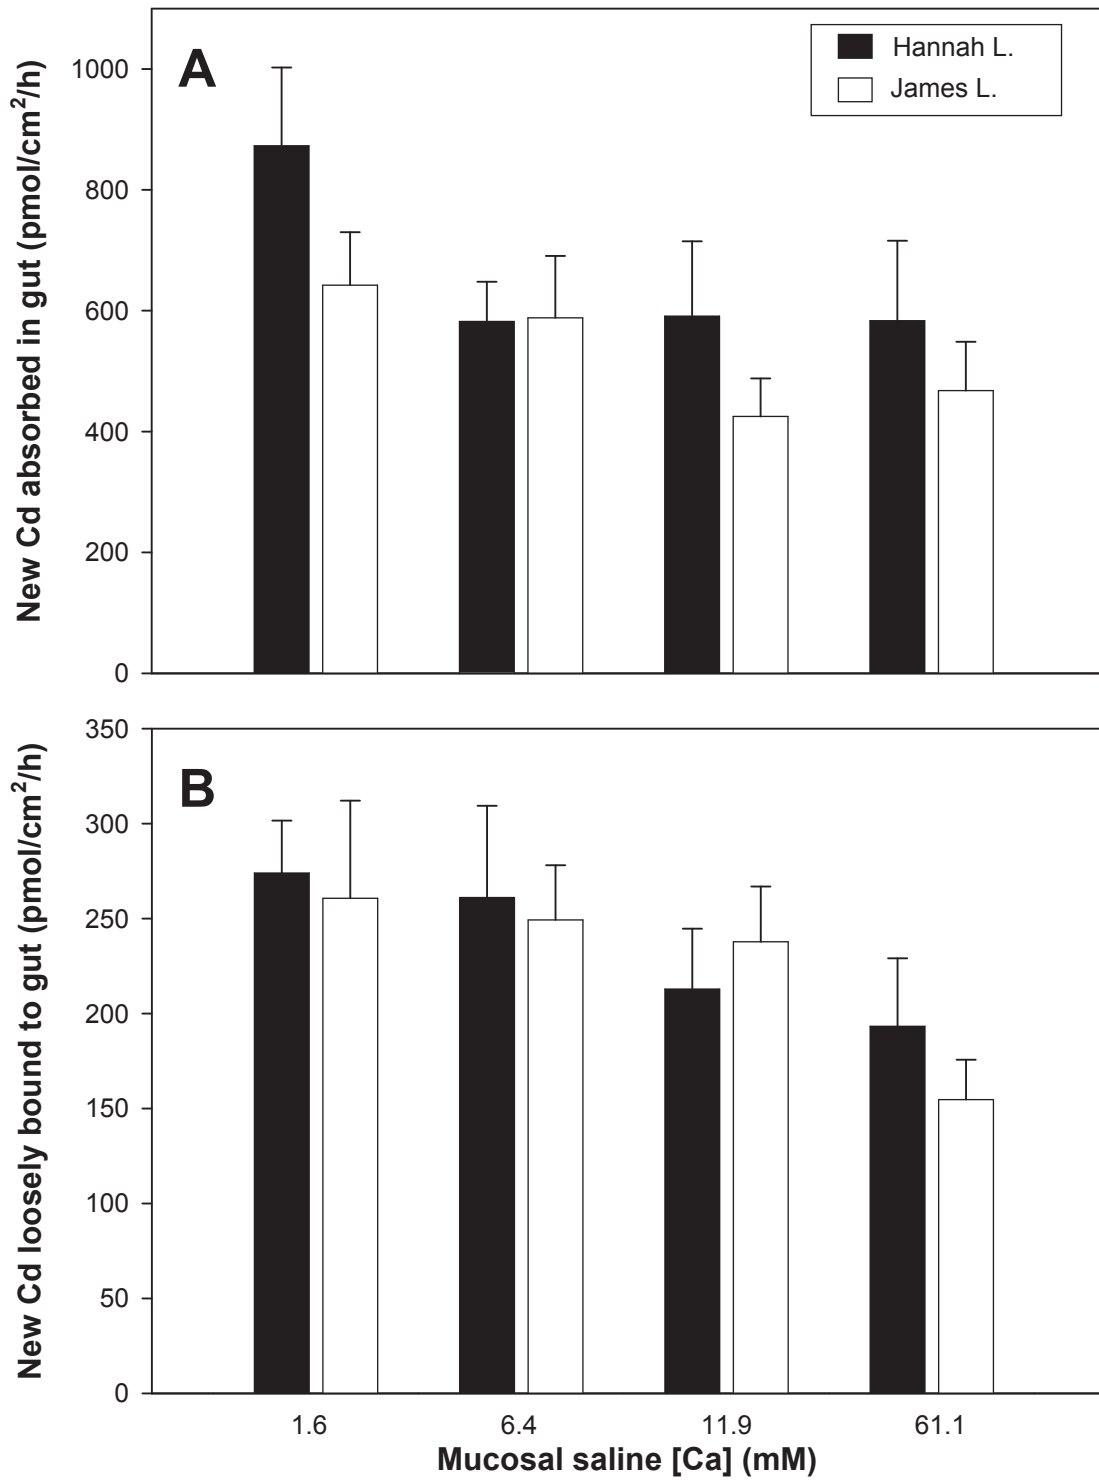 New Cd absorbed in gut (pmol/cm²/h)
A
Hannah L.
James L.
1000
800
600
400
200
0
New Cd loosely bound to gut (pmol/cm²/h)
B
350
300
250
200
150
100
50
0
1.6 6.4 11.9 61.1
Mucosal saline [Ca] (mM)